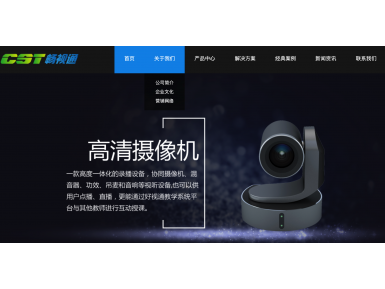 CST 畅视通
首页 关于我们 产品中心 解决方案 经典案例 新闻资讯 联系我们
公司简介
企业文化
营销网络
高清摄像机
一款高度一体化的录播设备，协同摄像机、混
音器、功效、吊麦和音响等视听设备,也可以供
用户点播、直播，更能通过好视通教学系统平
台与其他教师进行互动授课。